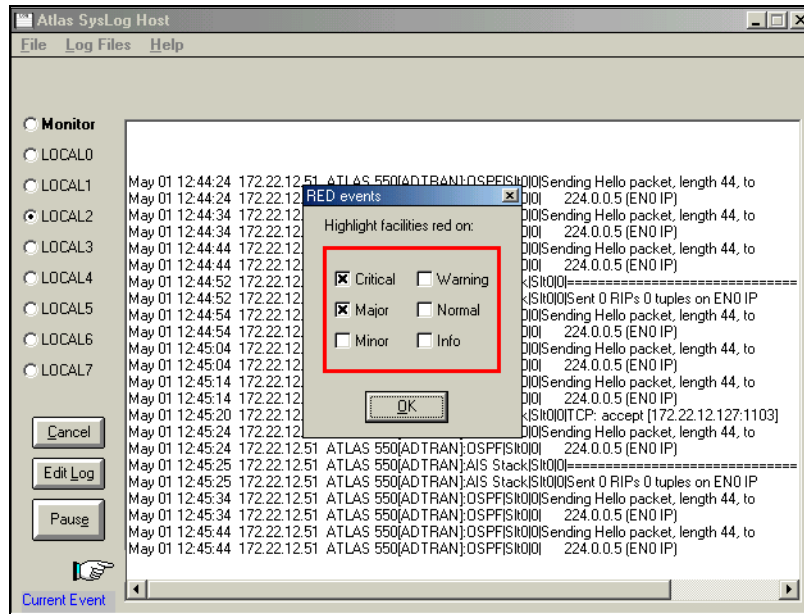 Atlas SysLog Host
File Log Files Help
Monitor
LOCAL0
LOCAL1
LOCAL2
LOCAL3
LOCAL4
LOCAL5
LOCAL6
LOCAL7
Cancel
Edit Log
Pause
Current Event
May 01 12:44:24 172.22.12.51 ATLAS 550[ADTRAN]:OSPF|Slt0|0|Sending Hello packet, length 44, to
May 01 12:44:24 172.22.12 0|0| 224.0.0.5 (EN0 IP)
May 01 12:44:34 172.22.12 0|0|Sending Hello packet, length 44, to
May 01 12:44:34 172.22.12 0|0| 224.0.0.5 (EN0 IP)
May 01 12:44:44 172.22.12 0|0|Sending Hello packet, length 44, to
May 01 12:44:44 172.22.12 0|0| 224.0.0.5 (EN0 IP)
May 01 12:44:52 172.22.12 k|Slt0|0|==============================
May 01 12:44:52 172.22.12 k|Slt0|0|Sent 0 RIPs 0 tuples on EN0 IP
May 01 12:44:54 172.22.12 0|0|Sending Hello packet, length 44, to
May 01 12:44:54 172.22.12 0|0| 224.0.0.5 (EN0 IP)
May 01 12:45:04 172.22.12 0|0|Sending Hello packet, length 44, to
May 01 12:45:04 172.22.12 0|0| 224.0.0.5 (EN0 IP)
May 01 12:45:14 172.22.12 0|0|Sending Hello packet, length 44, to
May 01 12:45:14 172.22.12 0|0| 224.0.0.5 (EN0 IP)
May 01 12:45:20 172.22.12 k|Slt0|0|TCP: accept [172.22.12.127:1103]
May 01 12:45:24 172.22.12 0|0|Sending Hello packet, length 44, to
May 01 12:45:24 172.22.12.51 ATLAS 550[ADTRAN]:OSPF|Slt0|0| 224.0.0.5 (EN0 IP)
May 01 12:45:25 172.22.12.51 ATLAS 550[ADTRAN]:AIS Stack|Slt0|0|==============================
May 01 12:45:25 172.22.12.51 ATLAS 550[ADTRAN]:AIS Stack|Slt0|0|Sent 0 RIPs 0 tuples on EN0 IP
May 01 12:45:34 172.22.12.51 ATLAS 550[ADTRAN]:OSPF|Slt0|0|Sending Hello packet, length 44, to
May 01 12:45:34 172.22.12.51 ATLAS 550[ADTRAN]:OSPF|Slt0|0| 224.0.0.5 (EN0 IP)
May 01 12:45:44 172.22.12.51 ATLAS 550[ADTRAN]:OSPF|Slt0|0|Sending Hello packet, length 44, to
May 01 12:45:44 172.22.12.51 ATLAS 550[ADTRAN]:OSPF|Slt0|0| 224.0.0.5 (EN0 IP)
RED events
Highlight facilities red on:
Critical Warning
Major Normal
Minor Info
OK